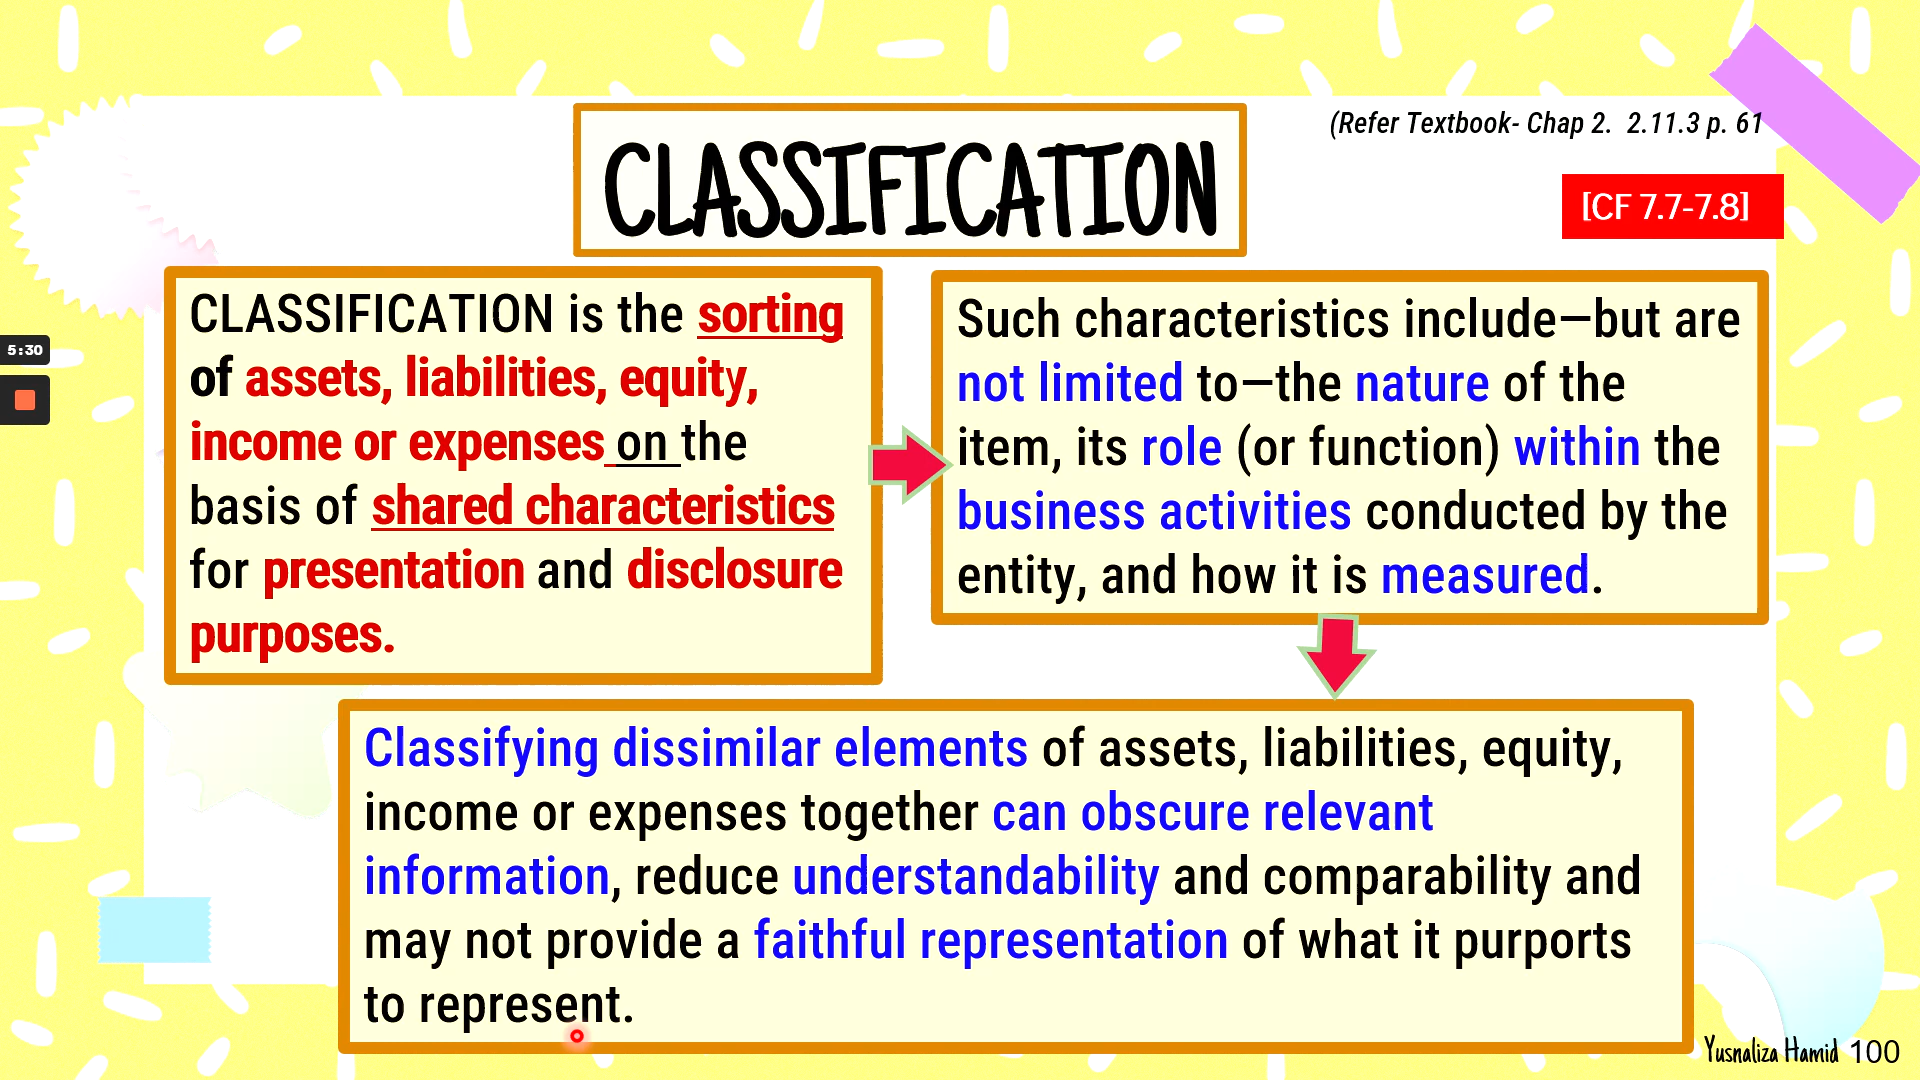 (Refer Textbook- Chap 2. 2.11.3 p. 61
CLASSIFICATION
[CF 7.7-7.8]
CLASSIFICATION is the sorting
of assets, liabilities, equity,
income or expenses on the
basis of shared characteristics
for presentation and disclosure
purposes.
Such characteristics include—but are
not limited to—the nature of the
item, its role (or function) within the
business activities conducted by the
entity, and how it is measured.
5:30
Classifying dissimilar elements of assets, liabilities, equity,
income or expenses together can obscure relevant
information, reduce understandability and comparability and
may not provide a faithful representation of what it purports
to represent.
Yusnaliza Hamid 100